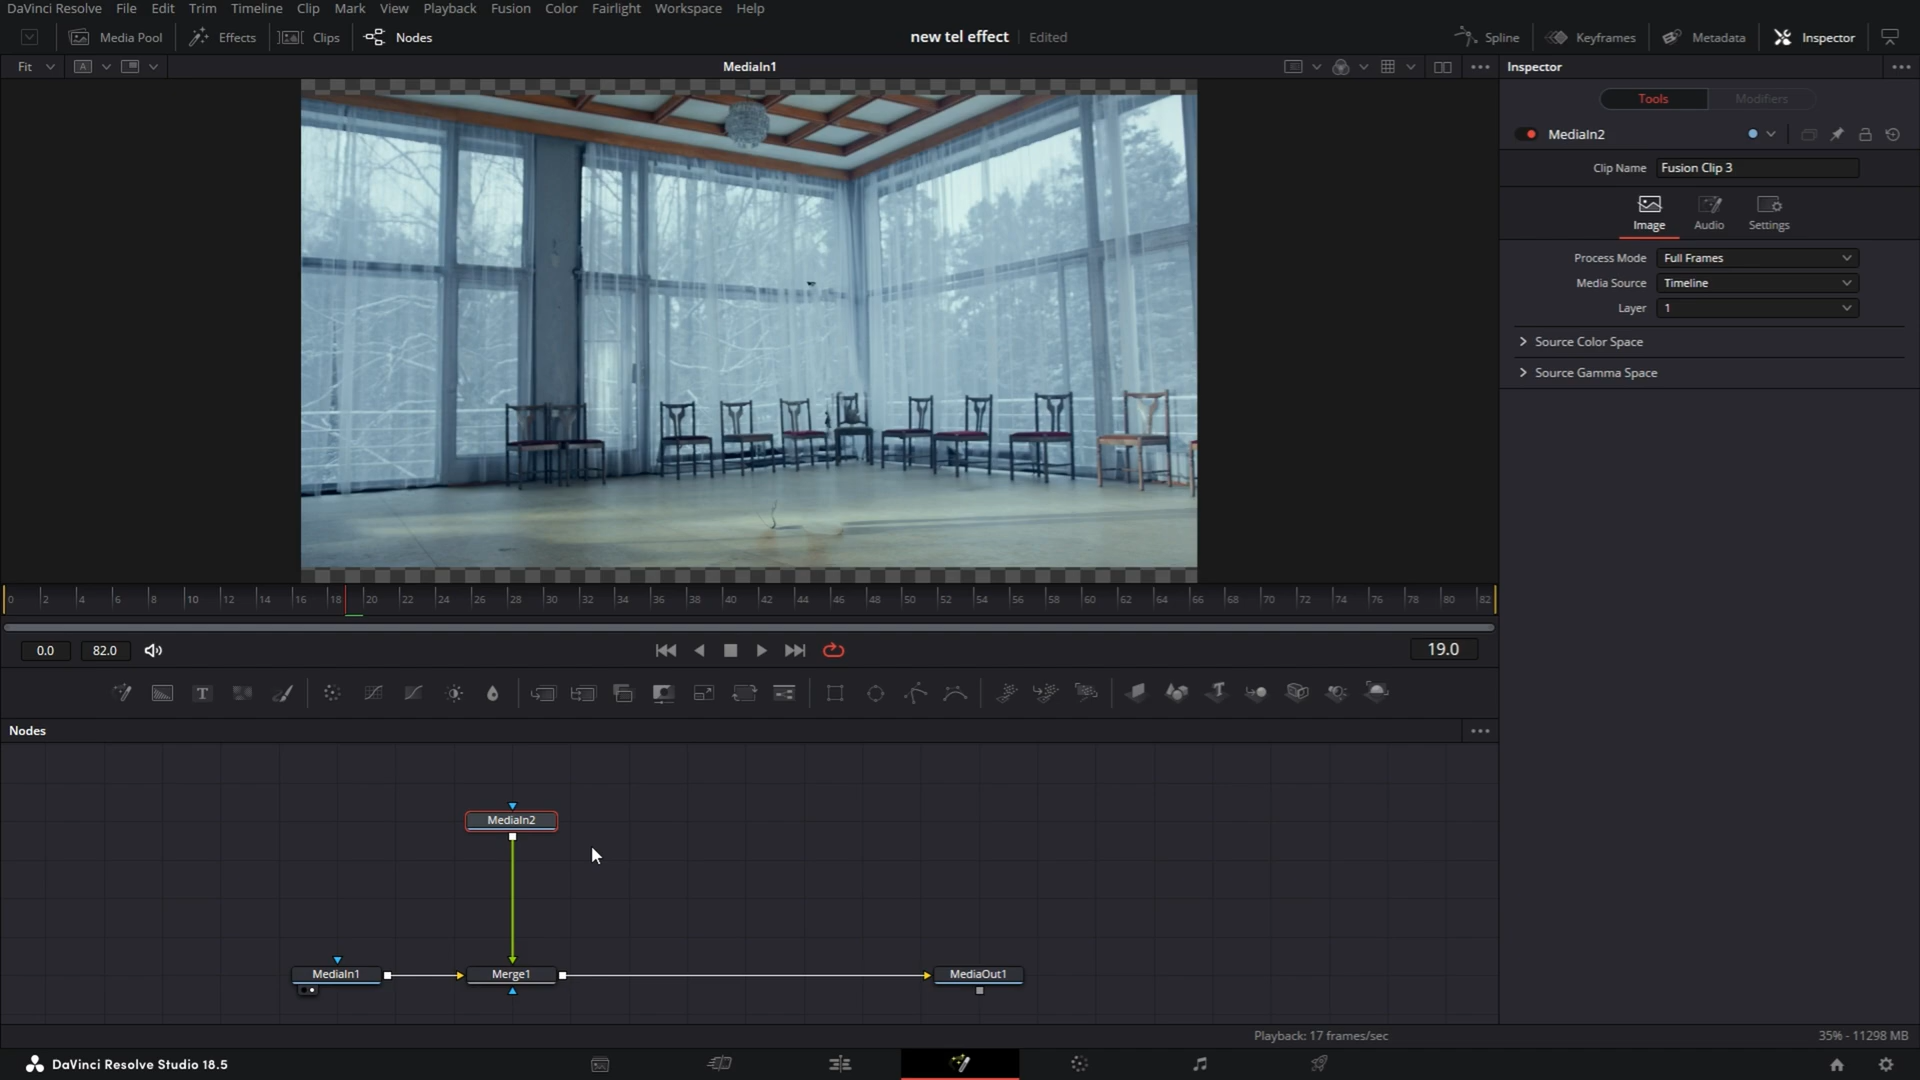 DaVinci Resolve File Edit Trim Timeline Clip Mark View Playback Fusion Color Fairlight Workspace Help
Media Pool Effects Clips Nodes new tel effect Edited Spline Keyframes Metadata Inspector
Fit A MediaIn1 Inspector
Tools Modifiers
MediaIn2
Clip Name Fusion Clip 3
Image Audio Settings
Process Mode Full Frames
Media Source Timeline
Layer 1
Source Color Space
Source Gamma Space
0 2 4 6 8 10 12 14 16 18 20 22 24 26 28 30 32 34 36 38 40 42 44 46 48 50 52 54 56 58 60 62 64 66 68 70 72 74 76 78 80 82
0.0 82.0 19.0
T
Nodes
MediaIn2
MediaIn1 Merge1 MediaOut1
Playback: 17 frames/sec 35% - 11298 MB
DaVinci Resolve Studio 18.5